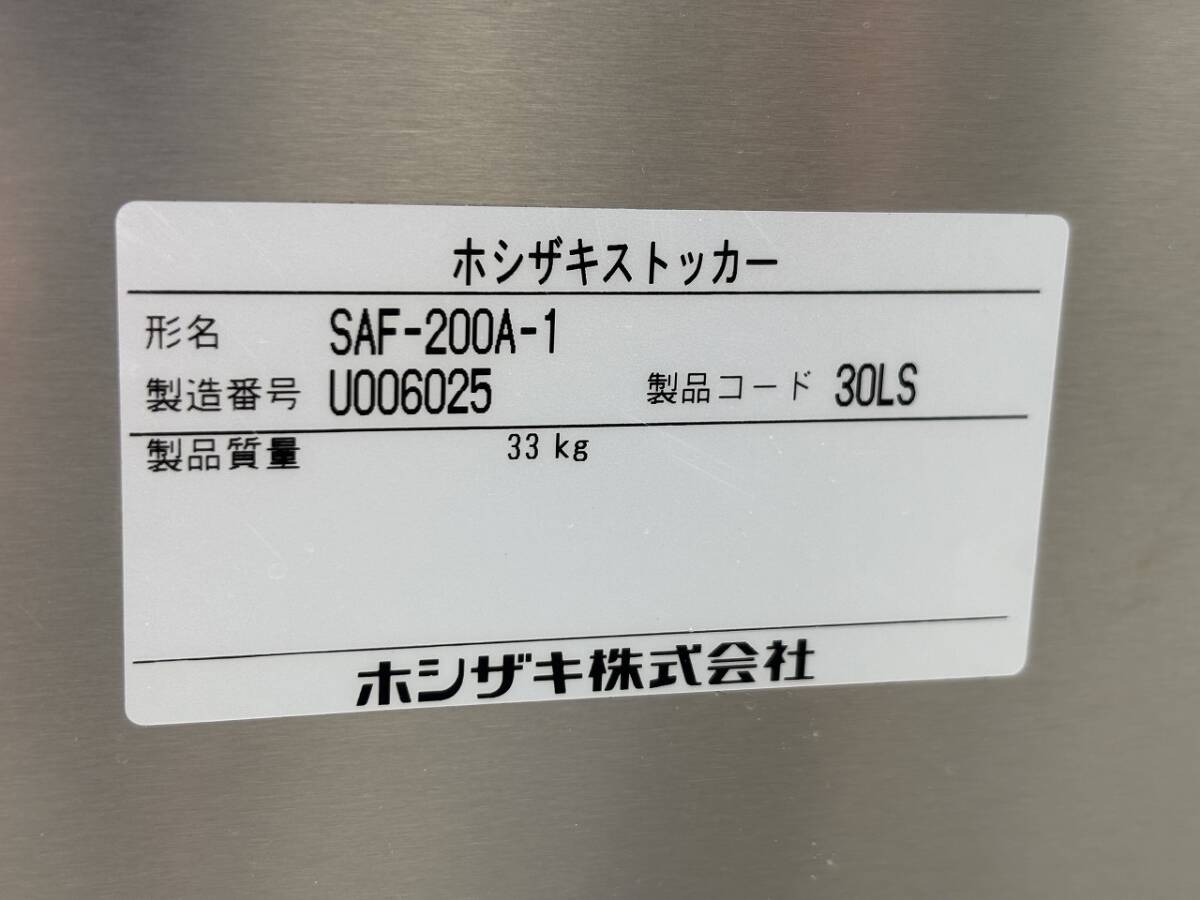 ホシザキストッカー
形名 SAF-200A-1
製造番号 U006025 製品コード 30LS
製品質量 33 kg
ホシザキ株式会社